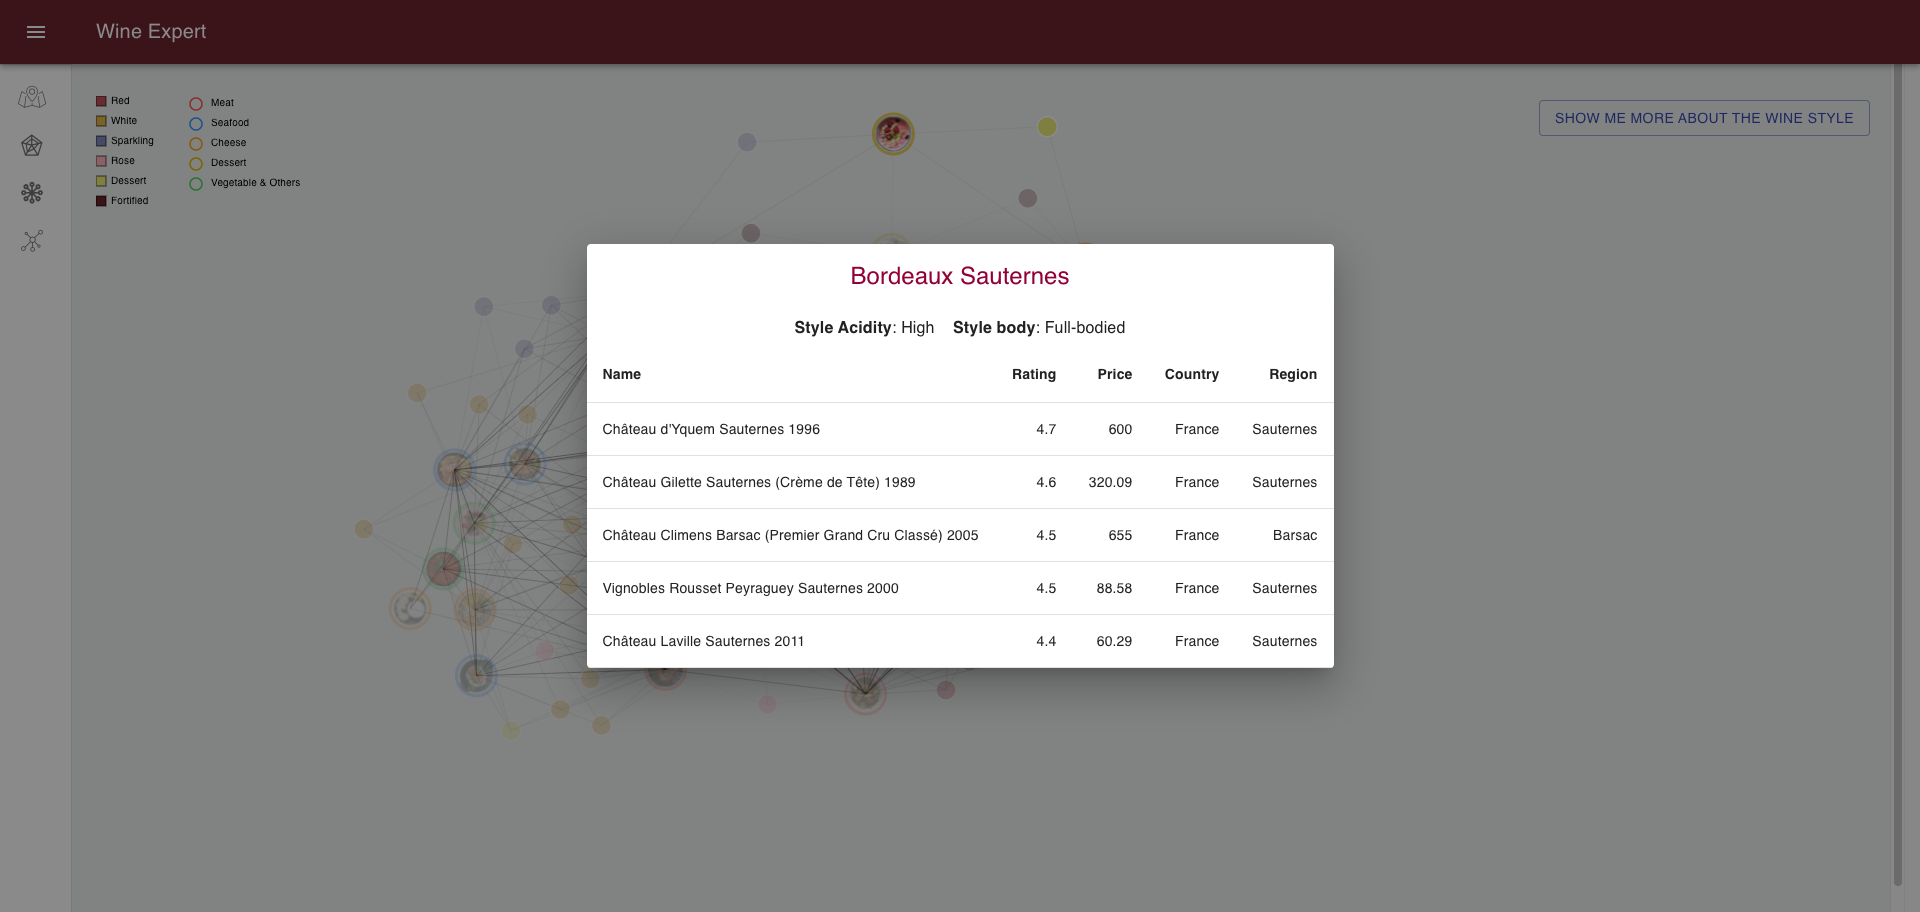 Wine Expert
Red
White
Sparkling
Rose
Dessert
Fortified
Meat
Seafood
Cheese
Dessert
Vegetable & Others
SHOW ME MORE ABOUT THE WINE STYLE
Bordeaux Sauternes
Style Acidity: High Style body: Full-bodied
Name Rating Price Country Region
Château d'Yquem Sauternes 1996 4.7 600 France Sauternes
Château Gilette Sauternes (Crème de Tête) 1989 4.6 320.09 France Sauternes
Château Climens Barsac (Premier Grand Cru Classé) 2005 4.5 655 France Barsac
Vignobles Rousset Peyraguey Sauternes 2000 4.5 88.58 France Sauternes
Château Laville Sauternes 2011 4.4 60.29 France Sauternes